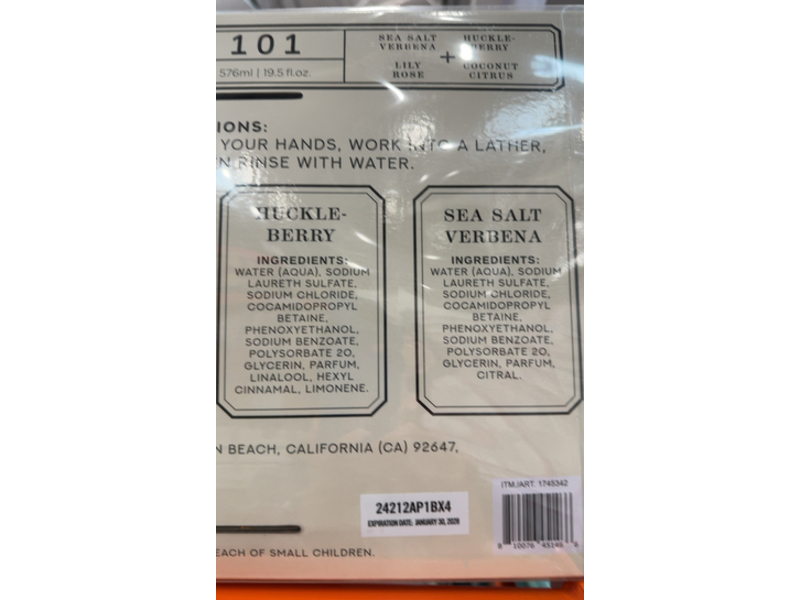 101
576ml | 19.5 fl.oz.
SEA SALT
VERBENA
LILY
ROSE
+
HUCKLE-
BERRY
COCONUT
CITRUS
IONS:
YOUR HANDS, WORK INTO A LATHER,
N RINSE WITH WATER.
HUCKLE-
BERRY
INGREDIENTS:
WATER (AQUA), SODIUM
LAURETH SULFATE,
SODIUM CHLORIDE,
COCAMIDOPROPYL
BETAINE,
PHENOXYETHANOL,
SODIUM BENZOATE,
POLYSORBATE 20,
GLYCERIN, PARFUM,
LINALOOL, HEXYL
CINNAMAL, LIMONENE.
SEA SALT
VERBENA
INGREDIENTS:
WATER (AQUA), SODIUM
LAURETH SULFATE,
SODIUM CHLORIDE,
COCAMIDOPROPYL
BETAINE,
PHENOXYETHANOL,
SODIUM BENZOATE,
POLYSORBATE 20,
GLYCERIN, PARFUM,
CITRAL.
N BEACH, CALIFORNIA (CA) 92647,
24212AP1BX4
EXPIRATION DATE: JANUARY 30, 2028
ITM./ART. 1745342
EACH OF SMALL CHILDREN.